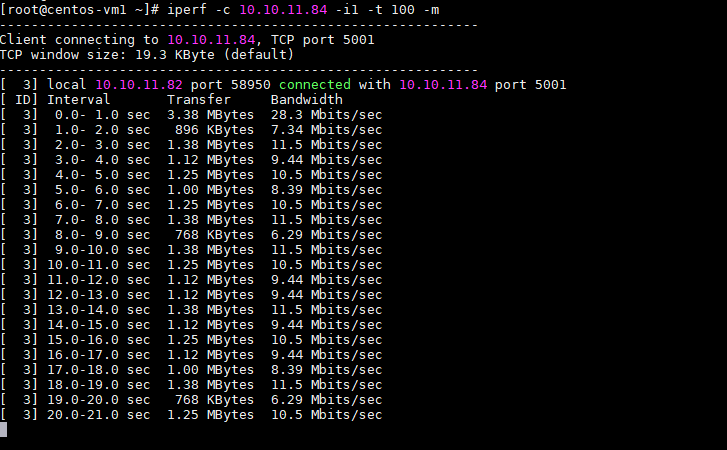 [root@centos-vm1 ~]# iperf -c 10.10.11.84 -i1 -t 100 -m
------------------------------------------------------------
Client connecting to 10.10.11.84, TCP port 5001
TCP window size: 19.3 KByte (default)
------------------------------------------------------------
[  3] local 10.10.11.82 port 58950 connected with 10.10.11.84 port 5001
[ ID] Interval       Transfer     Bandwidth
[  3]  0.0- 1.0 sec  3.38 MBytes  28.3 Mbits/sec
[  3]  1.0- 2.0 sec   896 KBytes  7.34 Mbits/sec
[  3]  2.0- 3.0 sec  1.38 MBytes  11.5 Mbits/sec
[  3]  3.0- 4.0 sec  1.12 MBytes  9.44 Mbits/sec
[  3]  4.0- 5.0 sec  1.25 MBytes  10.5 Mbits/sec
[  3]  5.0- 6.0 sec  1.00 MBytes  8.39 Mbits/sec
[  3]  6.0- 7.0 sec  1.25 MBytes  10.5 Mbits/sec
[  3]  7.0- 8.0 sec  1.38 MBytes  11.5 Mbits/sec
[  3]  8.0- 9.0 sec   768 KBytes  6.29 Mbits/sec
[  3]  9.0-10.0 sec  1.38 MBytes  11.5 Mbits/sec
[  3] 10.0-11.0 sec  1.25 MBytes  10.5 Mbits/sec
[  3] 11.0-12.0 sec  1.12 MBytes  9.44 Mbits/sec
[  3] 12.0-13.0 sec  1.12 MBytes  9.44 Mbits/sec
[  3] 13.0-14.0 sec  1.38 MBytes  11.5 Mbits/sec
[  3] 14.0-15.0 sec  1.12 MBytes  9.44 Mbits/sec
[  3] 15.0-16.0 sec  1.25 MBytes  10.5 Mbits/sec
[  3] 16.0-17.0 sec  1.12 MBytes  9.44 Mbits/sec
[  3] 17.0-18.0 sec  1.00 MBytes  8.39 Mbits/sec
[  3] 18.0-19.0 sec  1.38 MBytes  11.5 Mbits/sec
[  3] 19.0-20.0 sec   768 KBytes  6.29 Mbits/sec
[  3] 20.0-21.0 sec  1.25 MBytes  10.5 Mbits/sec